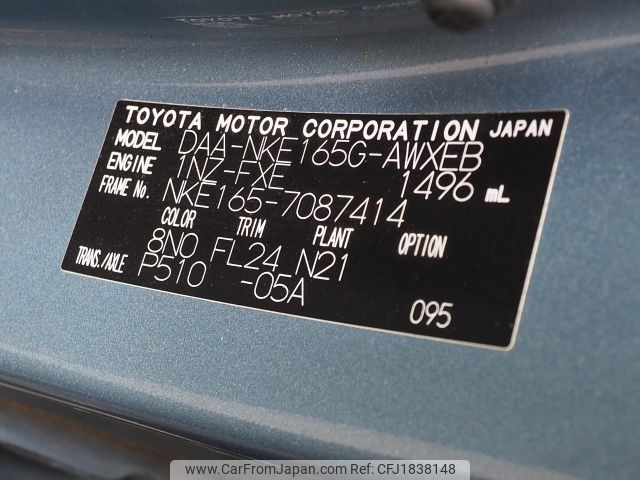 TOYOTA MOTOR CORPORATION JAPAN
MODEL DAA-NKE165G-AWXEB
ENGINE 1NZ-FXE 1496 mL
FRAME No. NKE165-7087414
COLOR TRIM PLANT OPTION
8N0 FL24 N21
TRANS./AXLE P510 -05A
095
www.CarFromJapan.com | Ref No: CFJ1838148